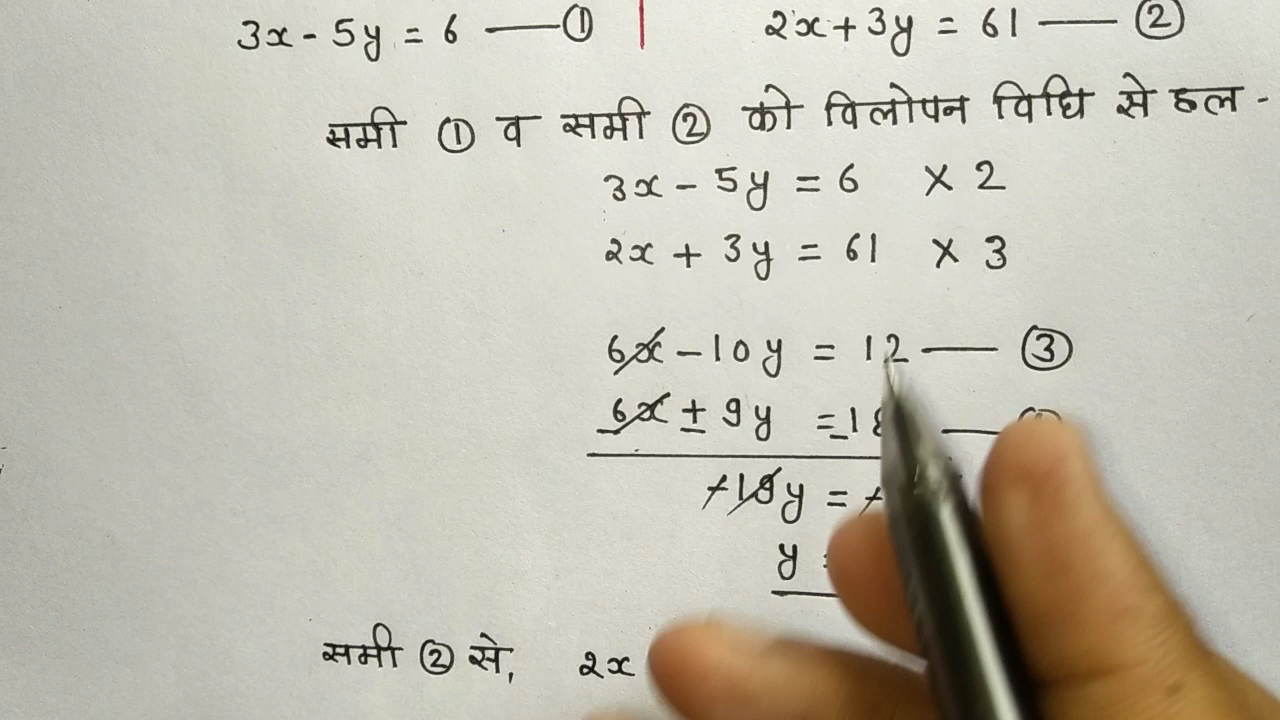 3x - 5y = 6 —— ① | 2x + 3y = 61 —— ②
समी ① व समी ② को विलोपन विधि से हल -
3x - 5y = 6 × 2
2x + 3y = 61 × 3
6x - 10y = 12 —— ③
6x ± 9y =
-19y = -
y
समी ② से, 2x